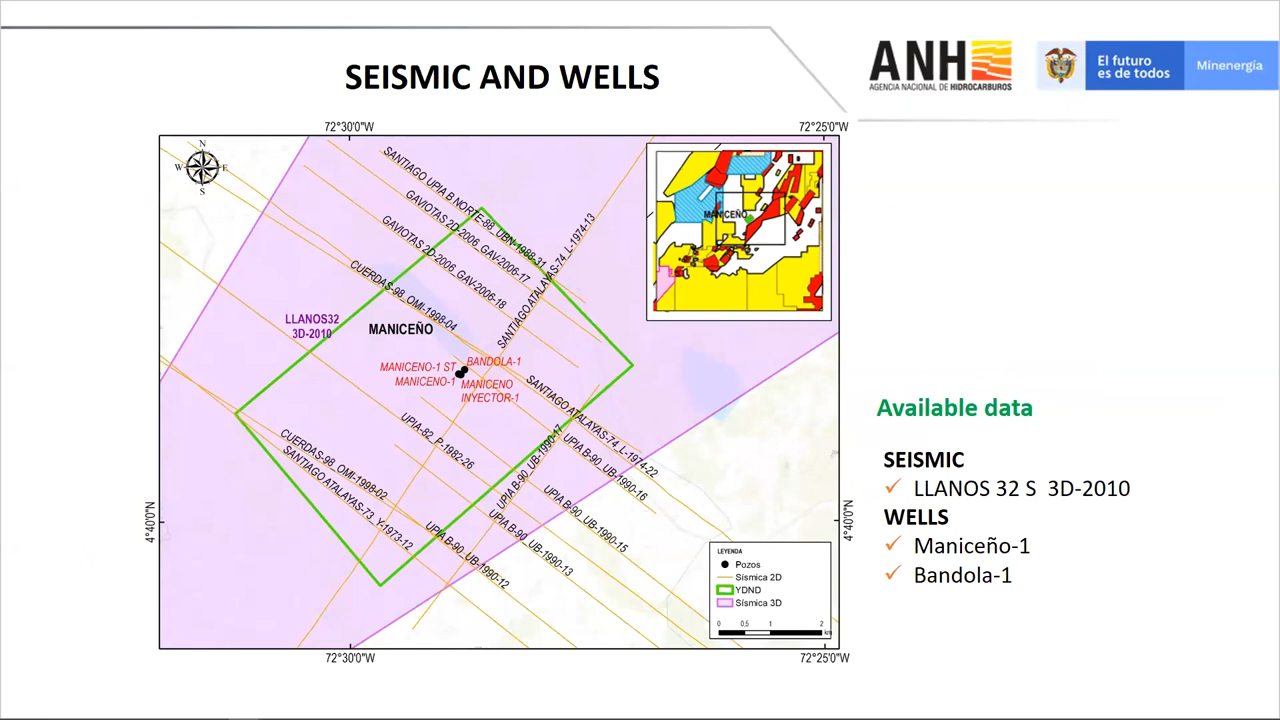 SEISMIC AND WELLS
ANH
AGENCIA NACIONAL DE HIDROCARBUROS
El futuro
es de todos
Minenergía
72°30'0"W
72°25'0"W
N
W
E
S
SANTIAGO UPIA B NORTE-88_UBN-1988-31
GAVIOTAS 2D-2006_GAV-2006-17
GAVIOTAS 2D-2006_GAV-2006-18
SANTIAGO ATALAYAS-74_L-1974-13
CUERDAS-98_OMI-1998-04
MANICEÑO
LLANOS32
3D-2010
MANICEÑO
MANICENO-1 ST
BANDOLA-1
MANICENO-1
MANICENO
INYECTOR-1
SANTIAGO ATALAYAS-74_L-1974-22
UPIA-82_P-1982-26
UPIA B-90_UB-1990-17
UPIA B-90_UB-1990-16
CUERDAS-98_OMI-1998-02
SANTIAGO ATALAYAS-73_Y-1973-12
UPIA B-90_UB-1990-15
UPIA B-90_UB-1990-13
UPIA B-90_UB-1990-12
4°40'0"N
4°40'0"N
LEYENDA
Pozos
Sísmica 2D
YDND
Sísmica 3D
0 0,5 1 2
km
72°30'0"W
72°25'0"W
Available data
SEISMIC
LLANOS 32 S 3D-2010
WELLS
Maniceño-1
Bandola-1